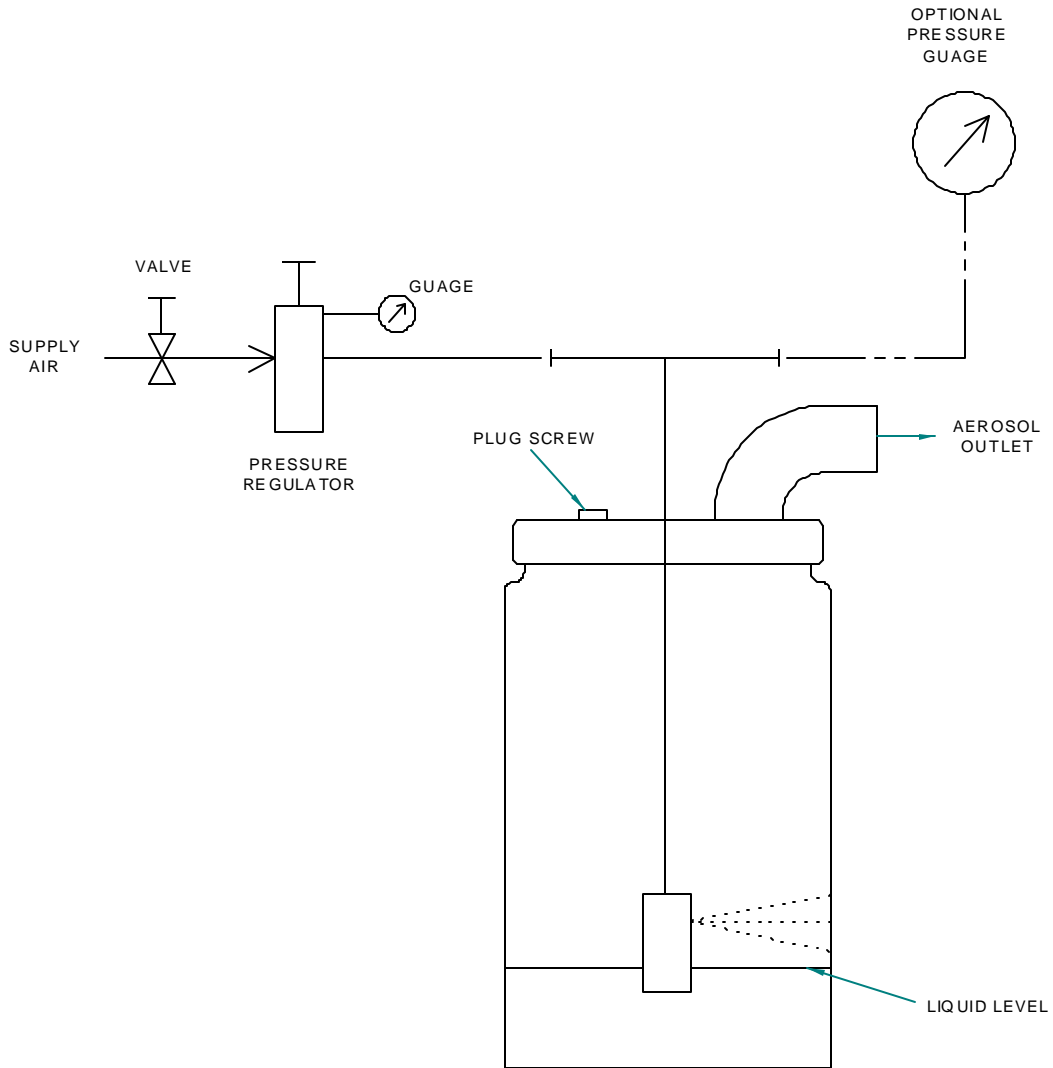 OPTIONAL
PRESSURE
GUAGE
VALVE
GUAGE
SUPPLY
AIR
PRESSURE
REGULATOR
PLUG SCREW
AEROSOL
OUTLET
LIQUID LEVEL